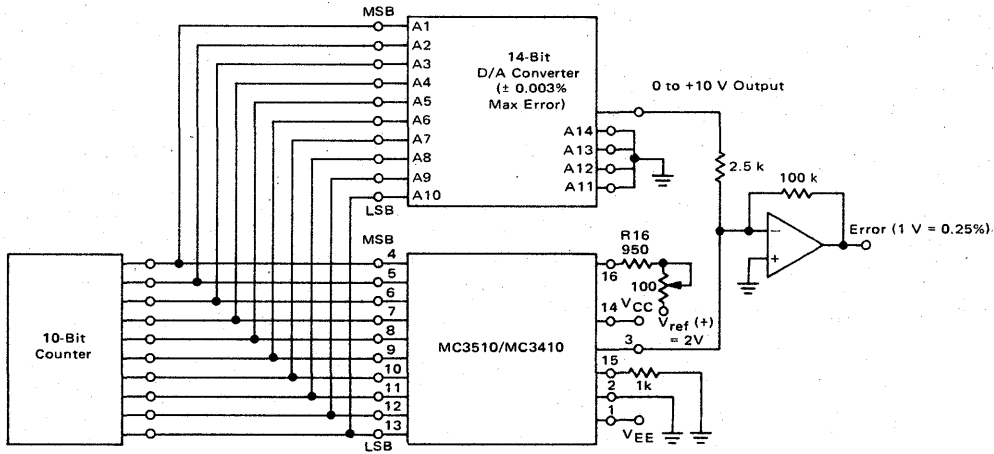 MSB
A1
A2
A3
A4
A5
A6
A7
A8
A9
A10
LSB
14-Bit
D/A Converter
(± 0.003%
Max Error)
A14
A13
A12
A11
0 to +10 V Output
2.5 k
100 k
Error (1 V = 0.25%)
10-Bit
Counter
MSB
4
5
6
7
8
9
10
11
12
13
LSB
MC3510/MC3410
R16
950
16
100
14
VCC
Vref (+)
= 2V
3
15
1k
2
1
VEE